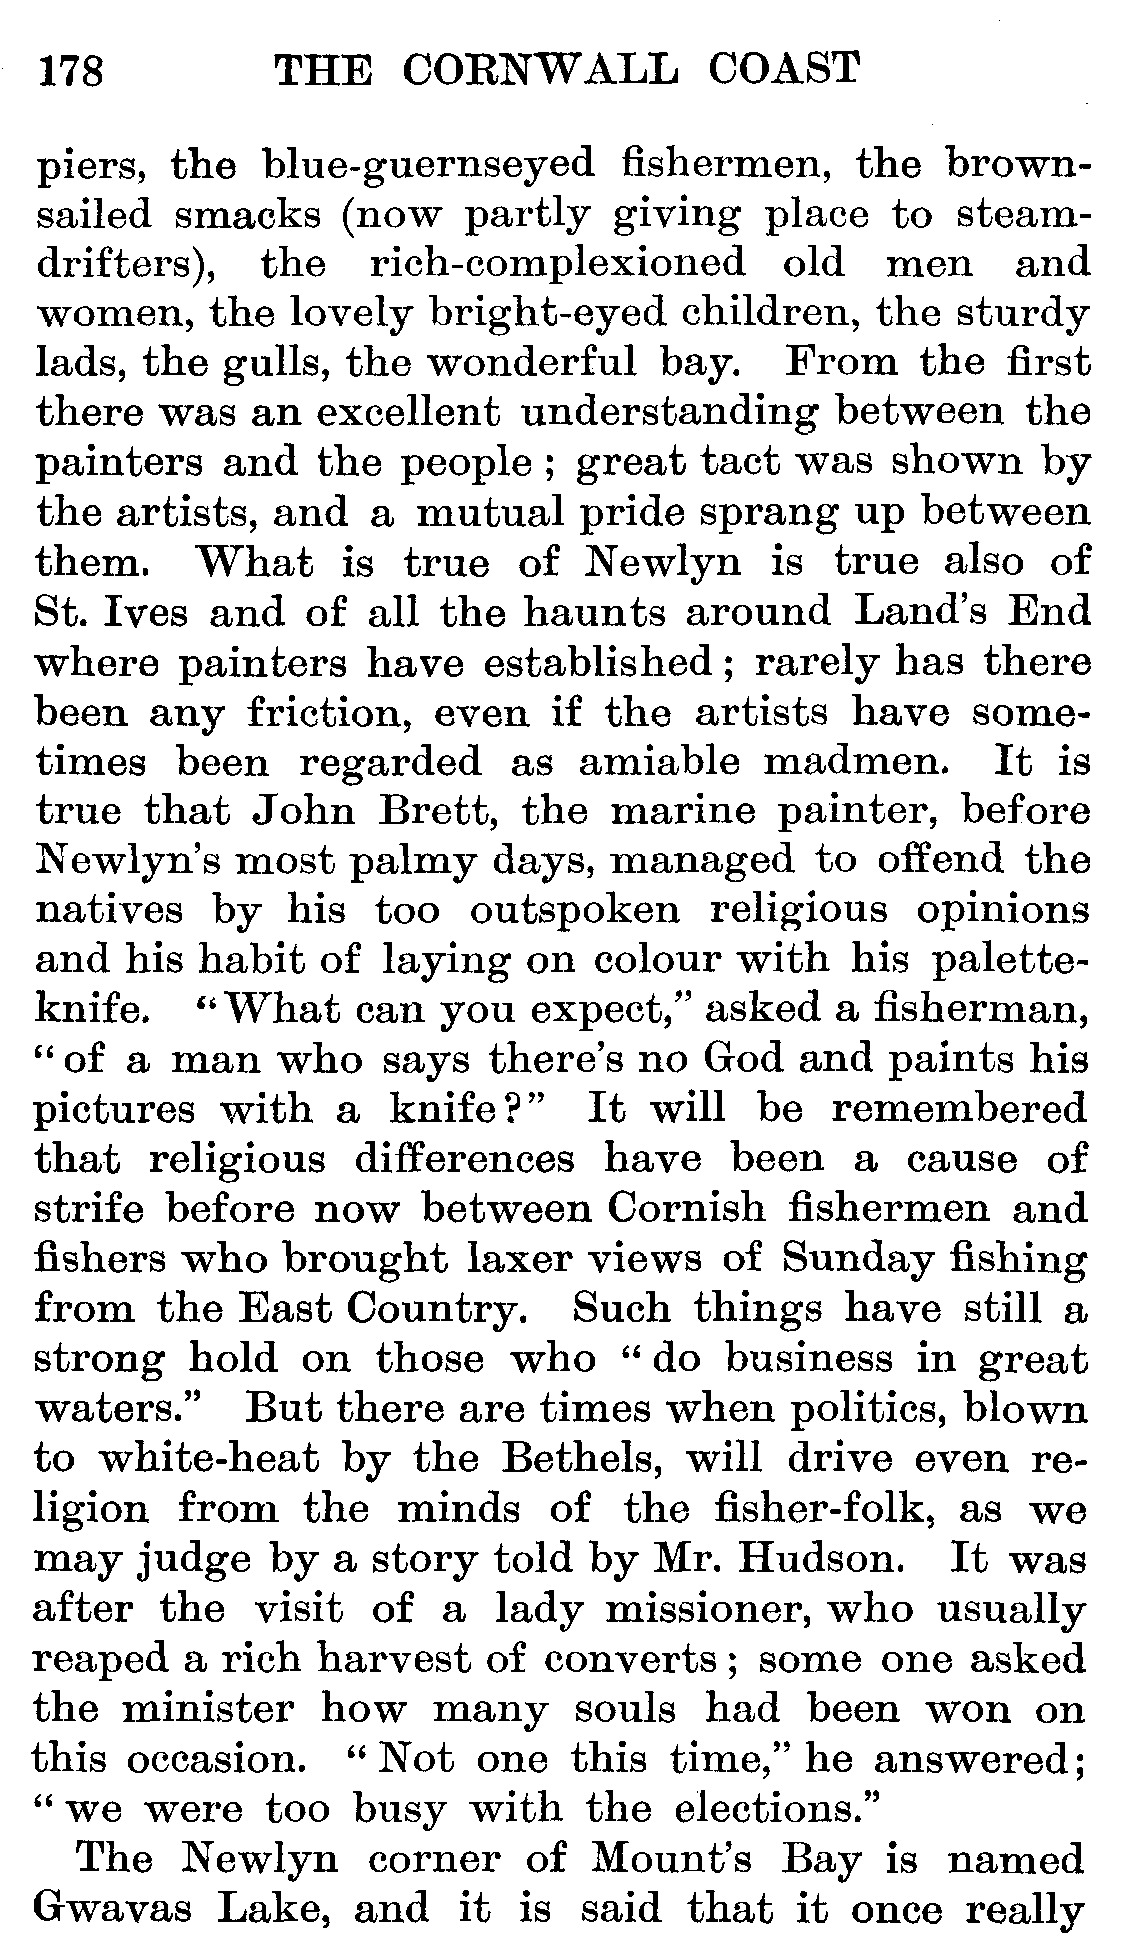 178 THE CORNWALL COAST
piers, the blue-guernseyed fishermen, the brown-
sailed smacks (now partly giving place to steam-
drifters), the rich-complexioned old men and
women, the lovely bright-eyed children, the sturdy
lads, the gulls, the wonderful bay. From the first
there was an excellent understanding between the
painters and the people ; great tact was shown by
the artists, and a mutual pride sprang up between
them. What is true of Newlyn is true also of
St. Ives and of all the haunts around Land's End
where painters have established ; rarely has there
been any friction, even if the artists have some-
times been regarded as amiable madmen. It is
true that John Brett, the marine painter, before
Newlyn's most palmy days, managed to offend the
natives by his too outspoken religious opinions
and his habit of laying on colour with his palette-
knife. "What can you expect," asked a fisherman,
"of a man who says there's no God and paints his
pictures with a knife?" It will be remembered
that religious differences have been a cause of
strife before now between Cornish fishermen and
fishers who brought laxer views of Sunday fishing
from the East Country. Such things have still a
strong hold on those who "do business in great
waters." But there are times when politics, blown
to white-heat by the Bethels, will drive even re-
ligion from the minds of the fisher-folk, as we
may judge by a story told by Mr. Hudson. It was
after the visit of a lady missioner, who usually
reaped a rich harvest of converts ; some one asked
the minister how many souls had been won on
this occasion. "Not one this time," he answered;
"we were too busy with the elections."
The Newlyn corner of Mount's Bay is named
Gwavas Lake, and it is said that it once really